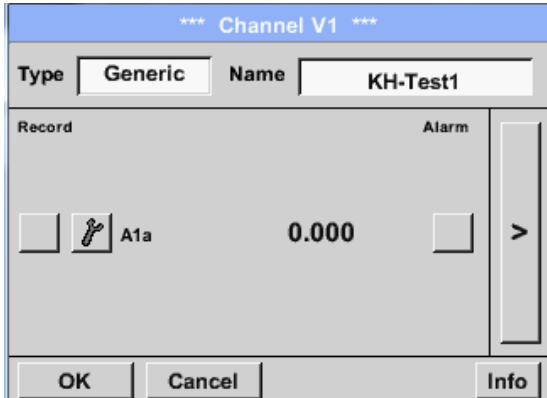 *** Channel V1 ***
Type Generic Name KH-Test1
Record Alarm
A1a 0.000 >
OK Cancel Info